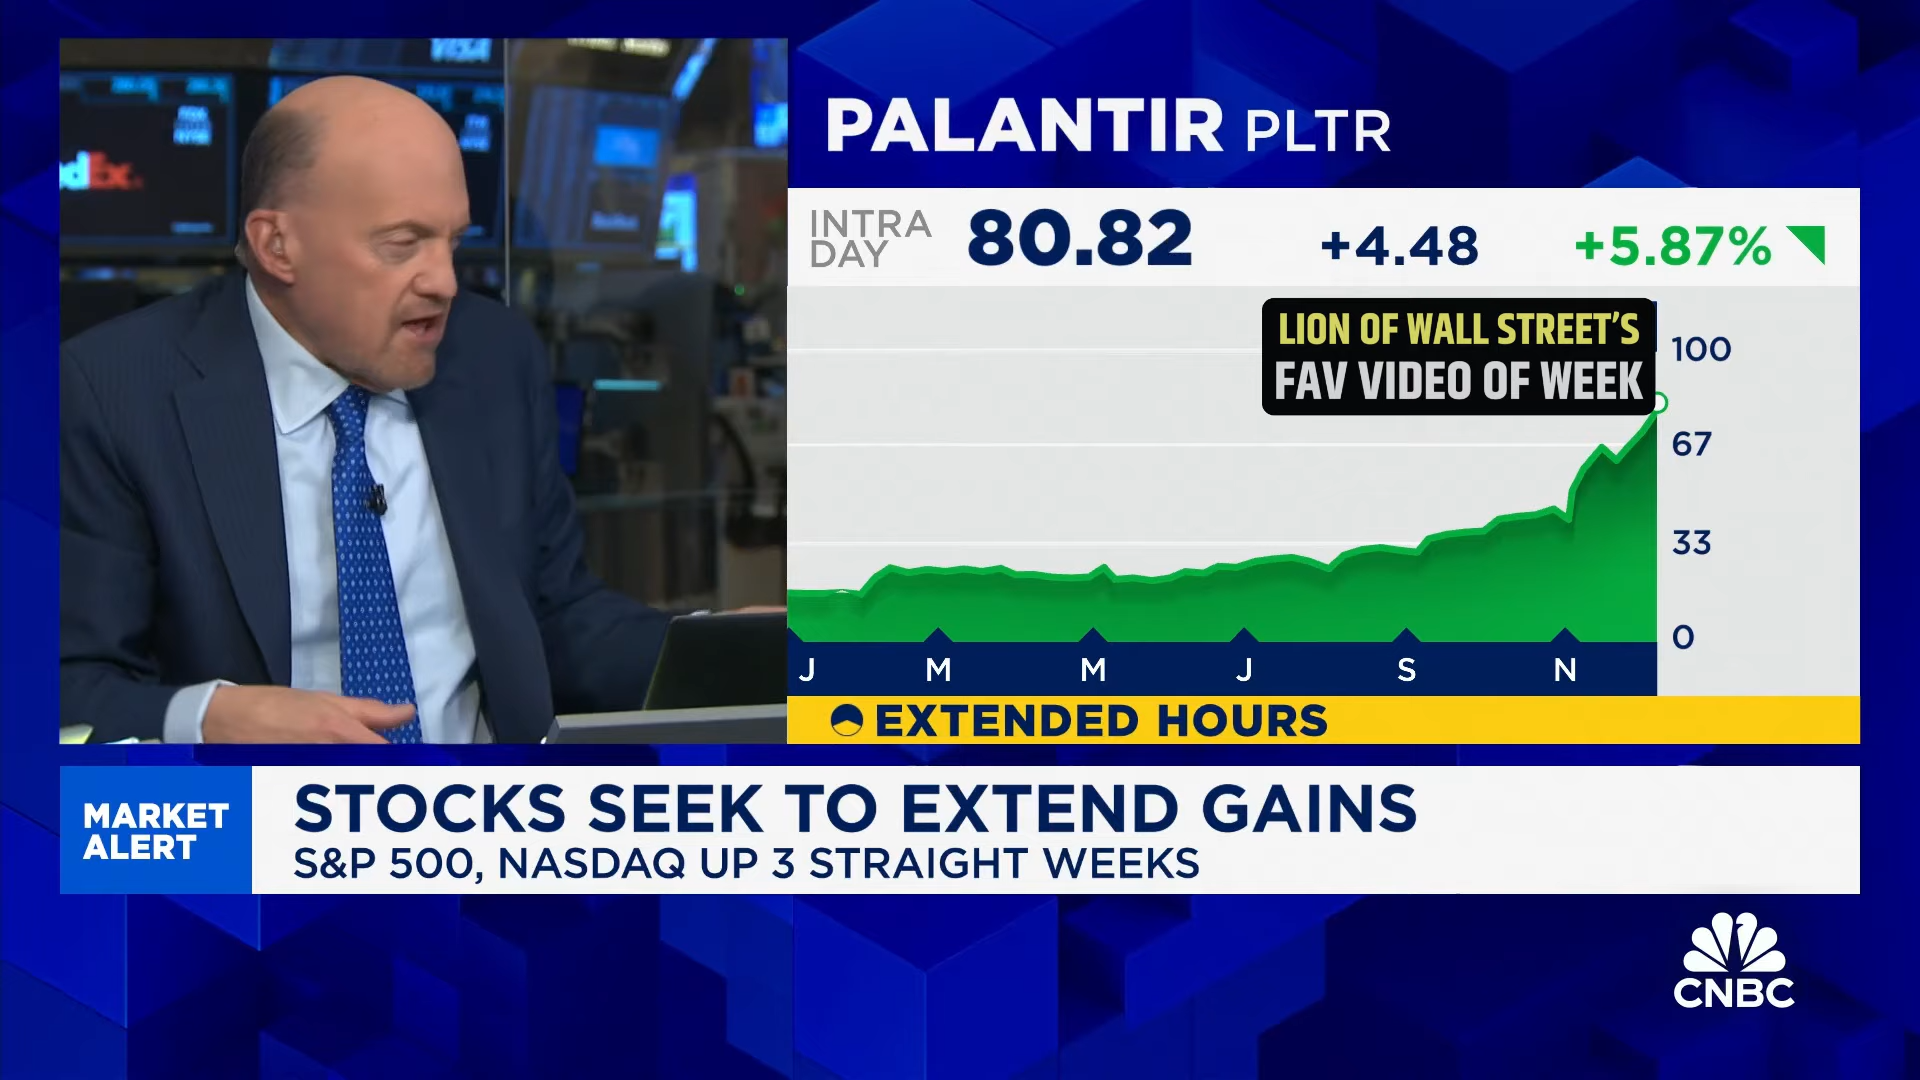 VISA
dEx
PALANTIR PLTR
INTRA
DAY
80.82
+4.48
+5.87%
LION OF WALL STREET'S
FAV VIDEO OF WEEK
100
67
33
0
J M M J S N
EXTENDED HOURS
MARKET
ALERT
STOCKS SEEK TO EXTEND GAINS
S&P 500, NASDAQ UP 3 STRAIGHT WEEKS
CNBC